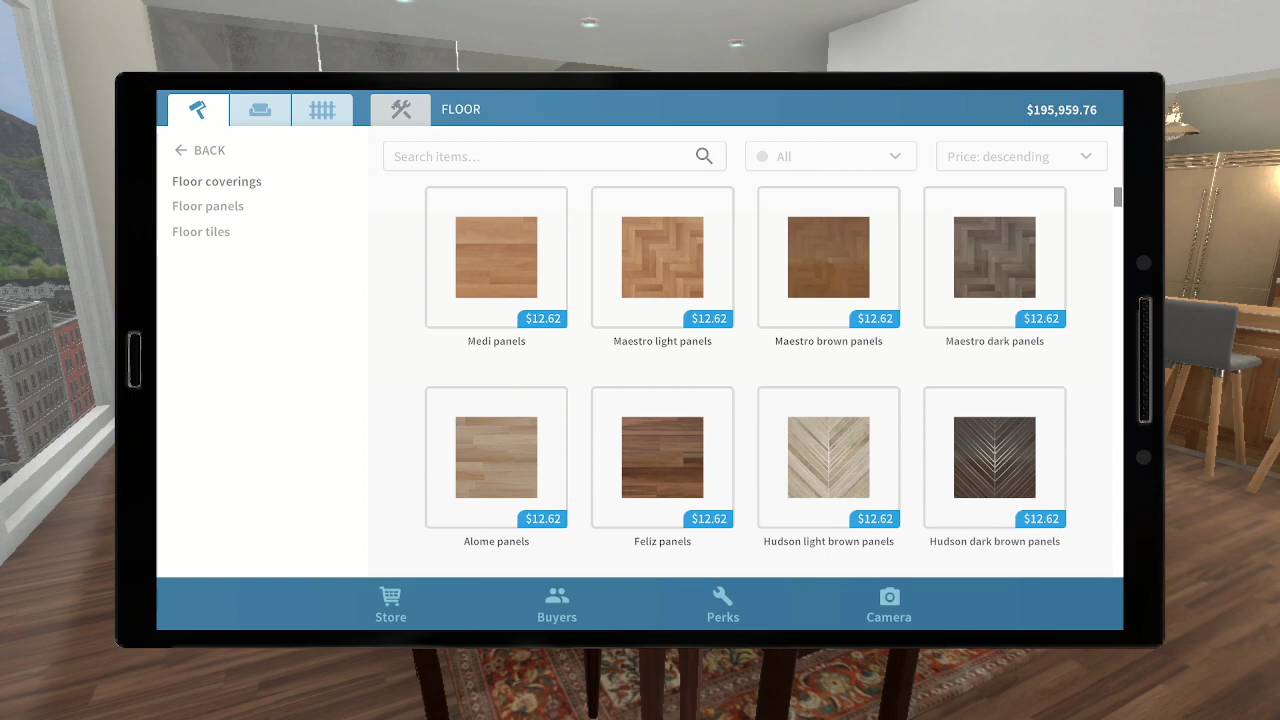 FLOOR
$195,959.76
BACK
Search items...
All
Price: descending
Floor coverings
Floor panels
Floor tiles
$12.62
$12.62
$12.62
$12.62
Medi panels
Maestro light panels
Maestro brown panels
Maestro dark panels
$12.62
$12.62
$12.62
$12.62
Alome panels
Feliz panels
Hudson light brown panels
Hudson dark brown panels
Store
Buyers
Perks
Camera